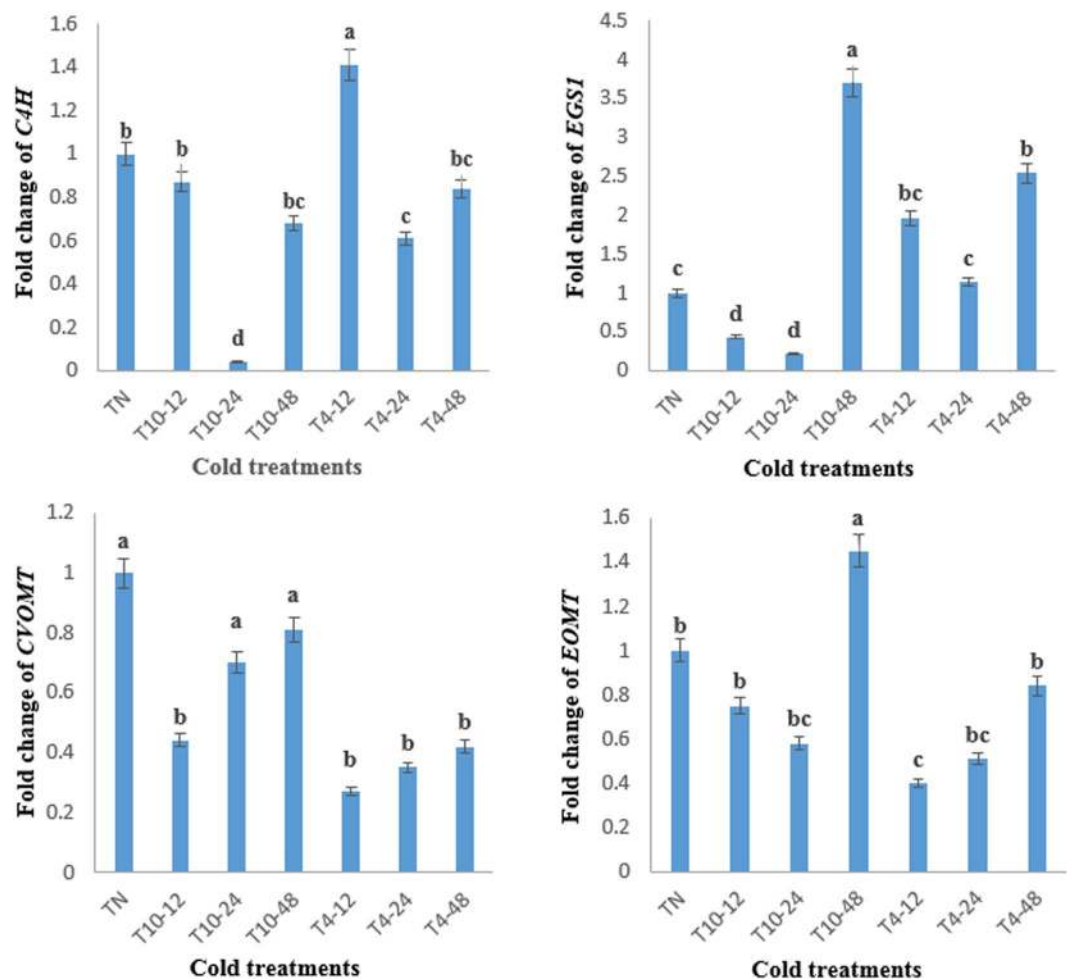 Fold change of C4H
1.6
1.4
1.2
1
0.8
0.6
0.4
0.2
0
b
b
d
bc
a
c
bc
TN
T10-12
T10-24
T10-48
T4-12
T4-24
T4-48
Cold treatments
Fold change of EGS1
4.5
4
3.5
3
2.5
2
1.5
1
0.5
0
c
d
d
a
bc
c
b
TN
T10-12
T10-24
T10-48
T4-12
T4-24
T4-48
Cold treatments
Fold change of CVOMT
1.2
1
0.8
0.6
0.4
0.2
0
a
b
a
a
b
b
b
TN
T10-12
T10-24
T10-48
T4-12
T4-24
T4-48
Cold treatments
Fold change of EOMT
1.6
1.4
1.2
1
0.8
0.6
0.4
0.2
0
b
b
bc
a
c
bc
b
TN
T10-12
T10-24
T10-48
T4-12
T4-24
T4-48
Cold treatments